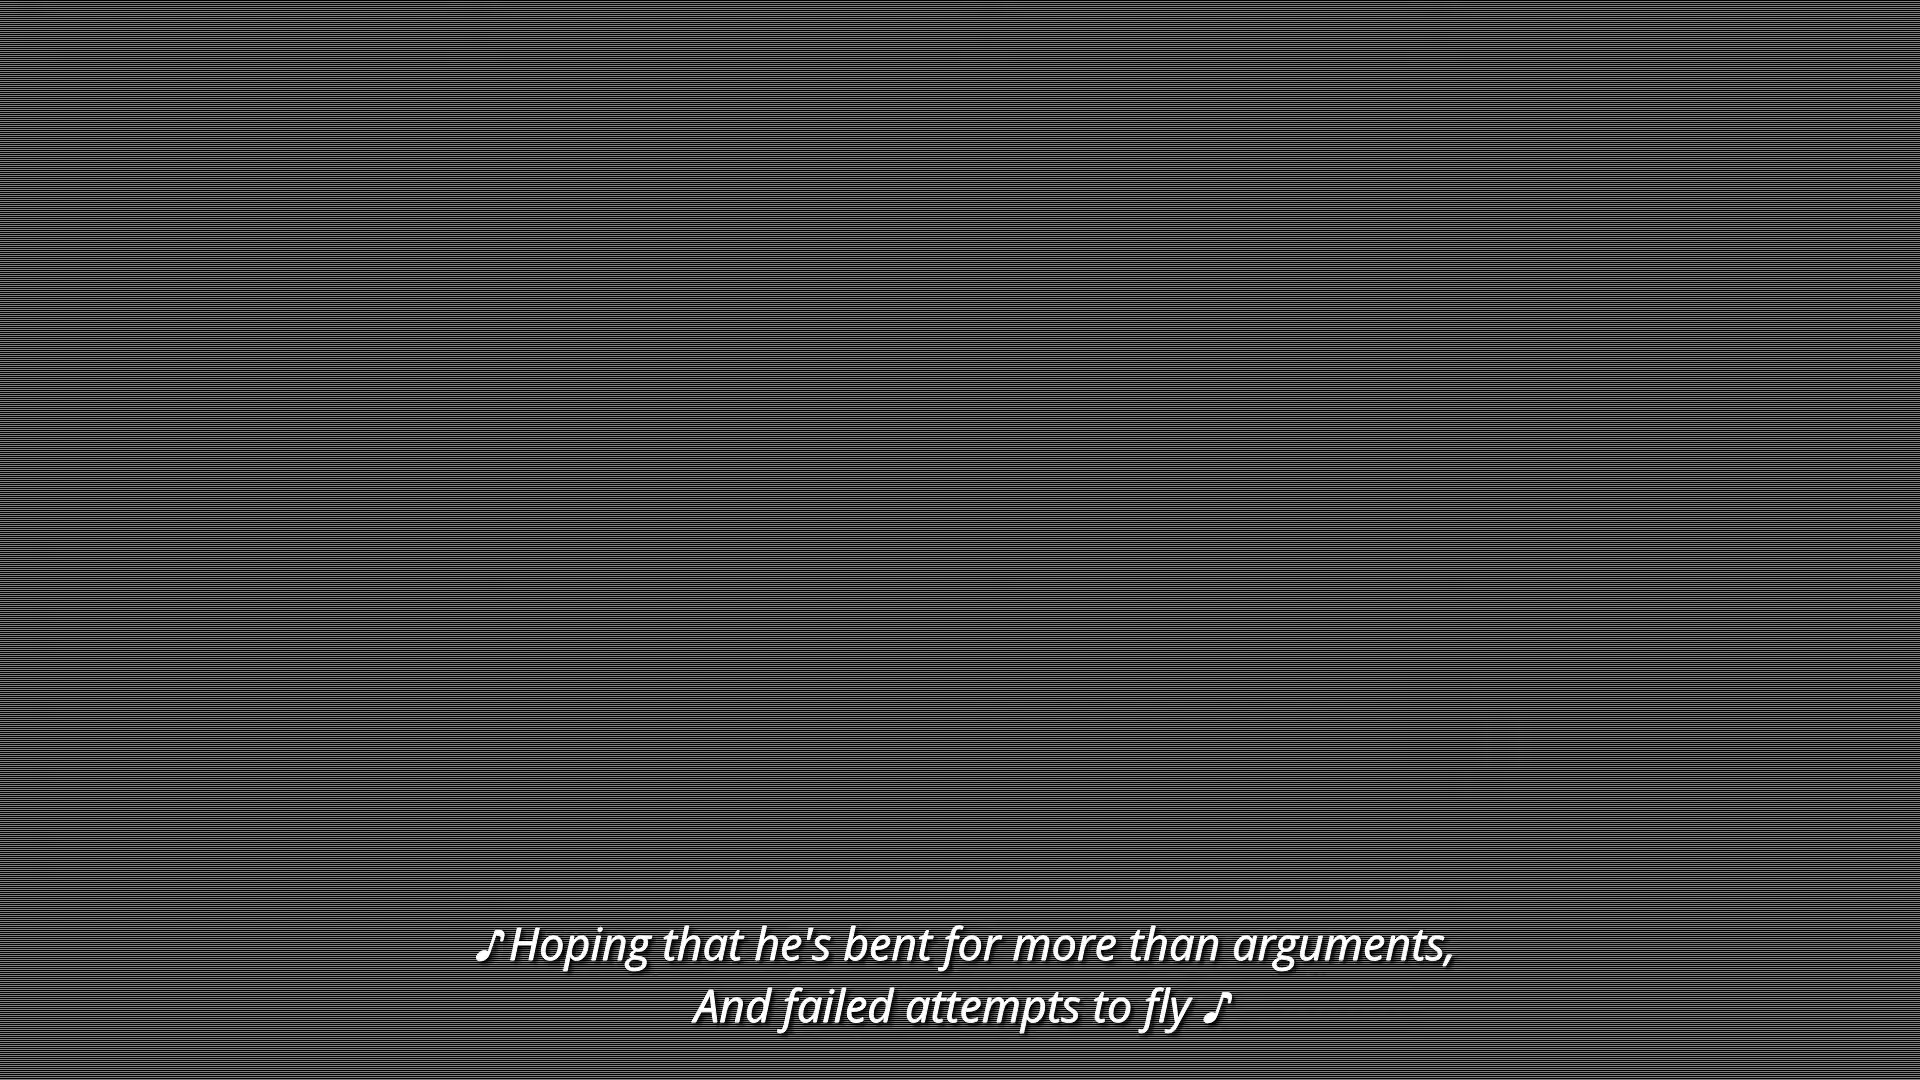 ♪ Hoping that he's bent for more than arguments,
And failed attempts to fly ♪